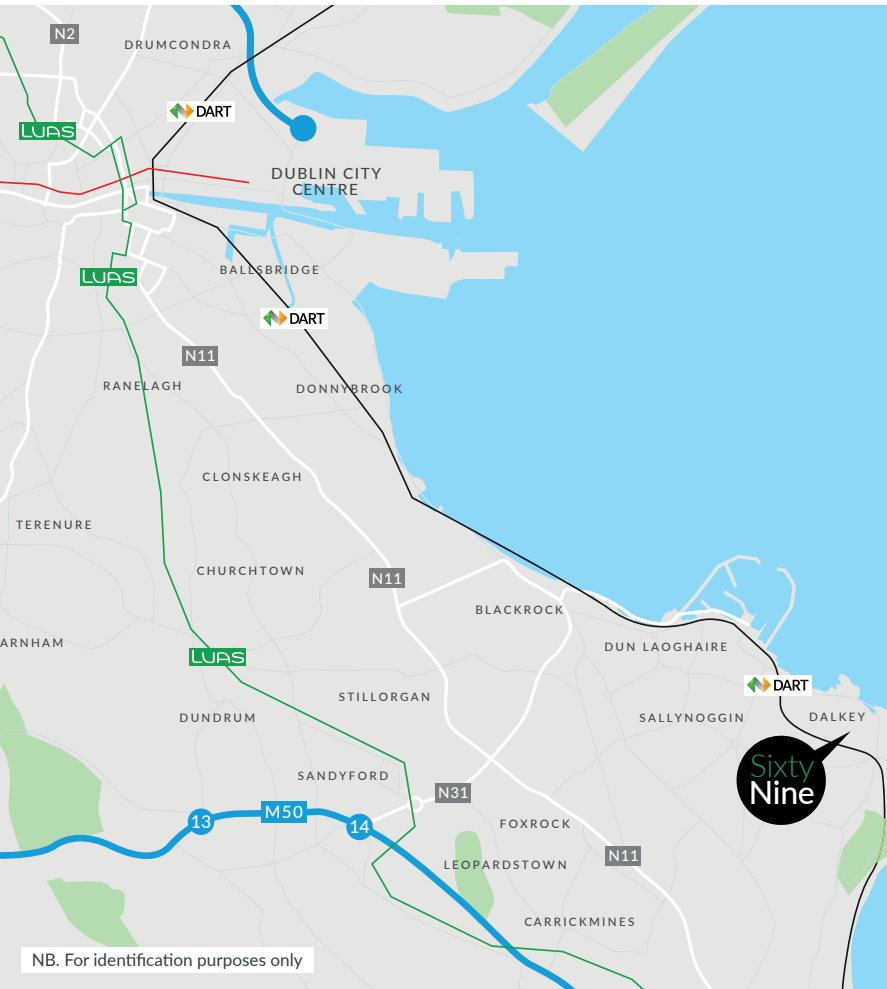 N2
DRUMCONDRA
DART
LUAS
DUBLIN CITY
CENTRE
BALLSBRIDGE
LUAS
DART
N11
RANELAGH
DONNYBROOK
CLONSKEAGH
TERENURE
CHURCHTOWN
N11
BLACKROCK
ARNHAM
DUN LAOGHAIRE
LUAS
DART
STILLORGAN
DUNDRUM
SALLYNOGGIN
DALKEY
SANDYFORD
Sixty
Nine
N31
M50
13
14
FOXROCK
N11
LEOPARDSTOWN
CARRICKMINES
NB. For identification purposes only